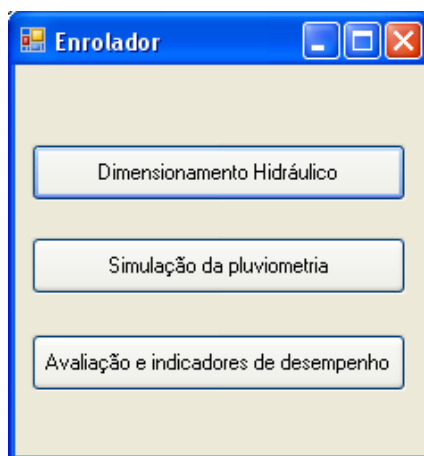 Enrolador
Dimensionamento Hidráulico
Simulação da pluviometria
Avaliação e indicadores de desempenho